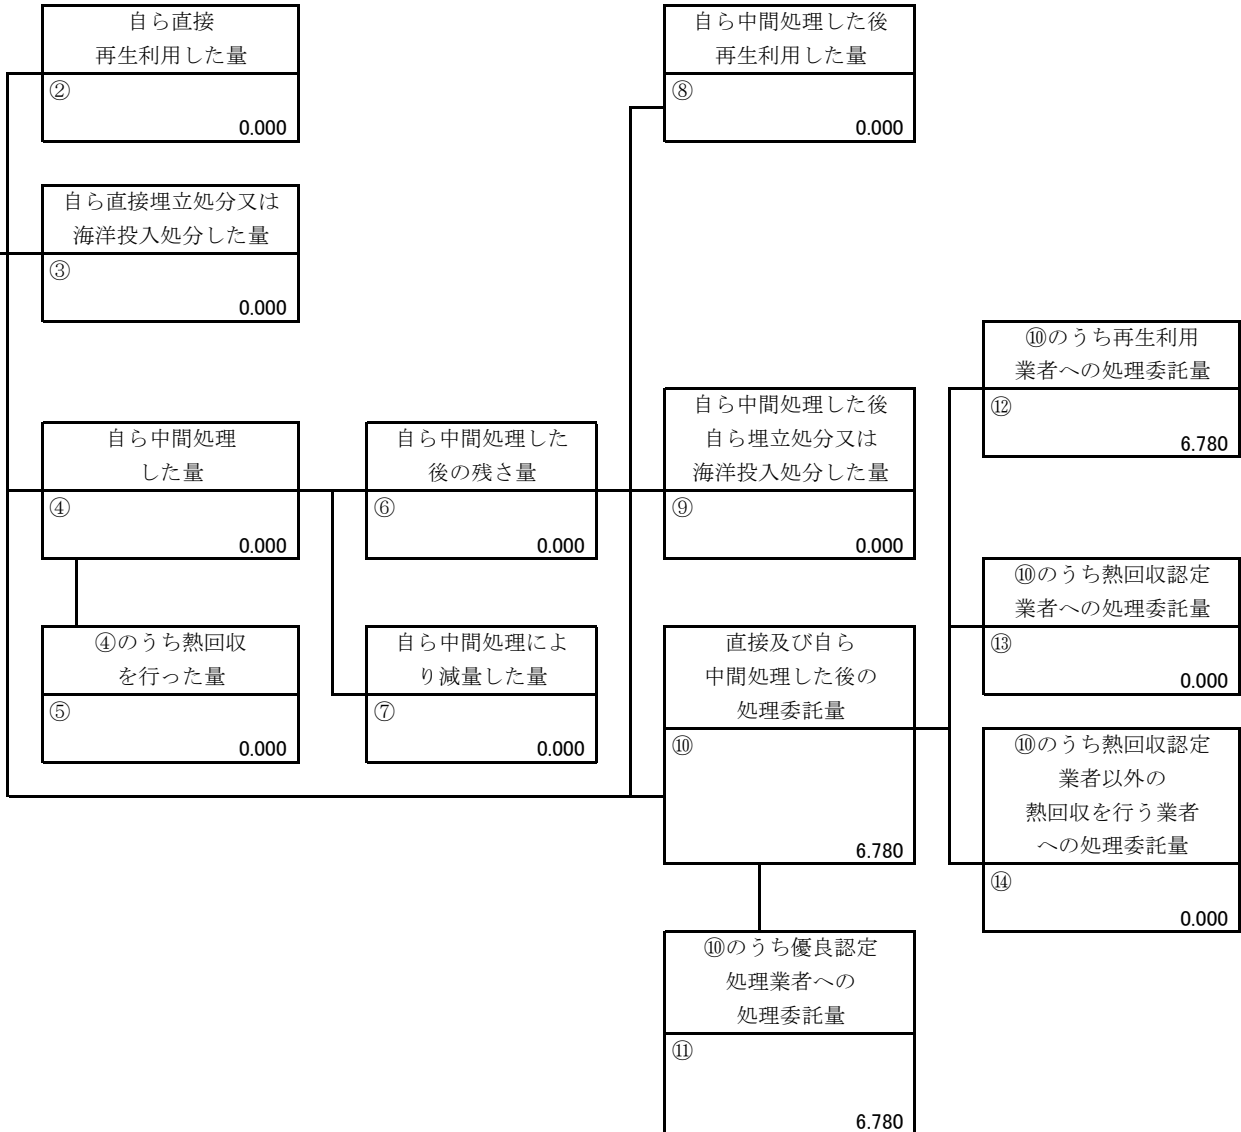 自ら直接
再生利用した量
②
0.000
自ら中間処理した後
再生利用した量
⑧
0.000
自ら直接埋立処分又は
海洋投入処分した量
③
0.000
⑩のうち再生利用
業者への処理委託量
⑫
6.780
自ら中間処理
した量
④
0.000
自ら中間処理した
後の残さ量
⑥
0.000
自ら中間処理した後
自ら埋立処分又は
海洋投入処分した量
⑨
0.000
⑩のうち熱回収認定
業者への処理委託量
⑬
0.000
④のうち熱回収
を行った量
⑤
0.000
自ら中間処理によ
り減量した量
⑦
0.000
直接及び自ら
中間処理した後の
処理委託量
⑩
6.780
⑩のうち熱回収認定
業者以外の
熱回収を行う業者
への処理委託量
⑭
0.000
⑩のうち優良認定
処理業者への
処理委託量
⑪
6.780